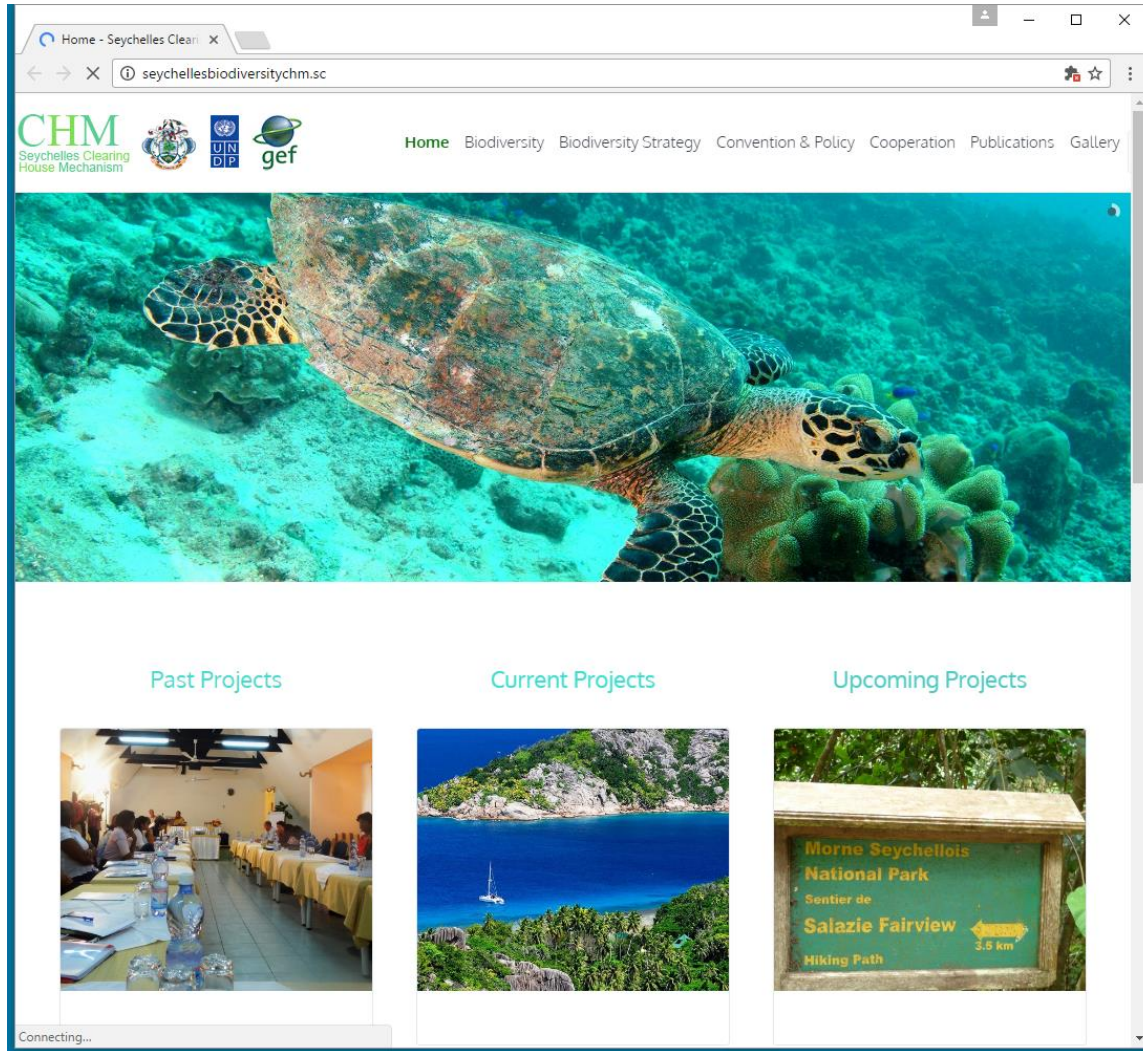 Home - Seychelles Cleari
seychellesbiodiversitychm.sc
CHM
Seychelles Clearing
House Mechanism
UN
DP
gef
Home Biodiversity Biodiversity Strategy Convention & Policy Cooperation Publications Gallery
Past Projects Current Projects Upcoming Projects
Morne Seychellois
National Park
Sentier de
Salazie Fairview
3.5 km
Hiking Path
Connecting...